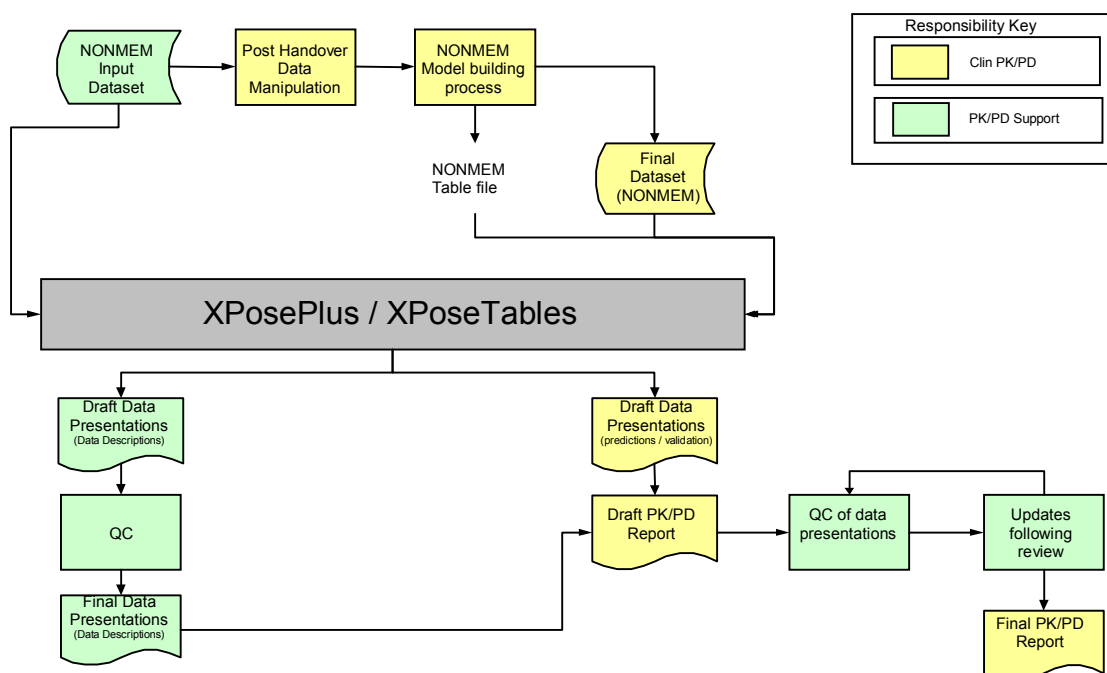 NONMEM
Input
Dataset
Post Handover
Data
Manipulation
NONMEM
Model building
process
Responsibility Key
Clin PK/PD
PK/PD Support
NONMEM
Table file
Final
Dataset
(NONMEM)
XPosePlus / XPoseTables
Draft Data
Presentations
(Data Descriptions)
Draft Data
Presentations
(predictions / validation)
QC
Draft PK/PD
Report
QC of data
presentations
Updates
following
review
Final Data
Presentations
(Data Descriptions)
Final PK/PD
Report